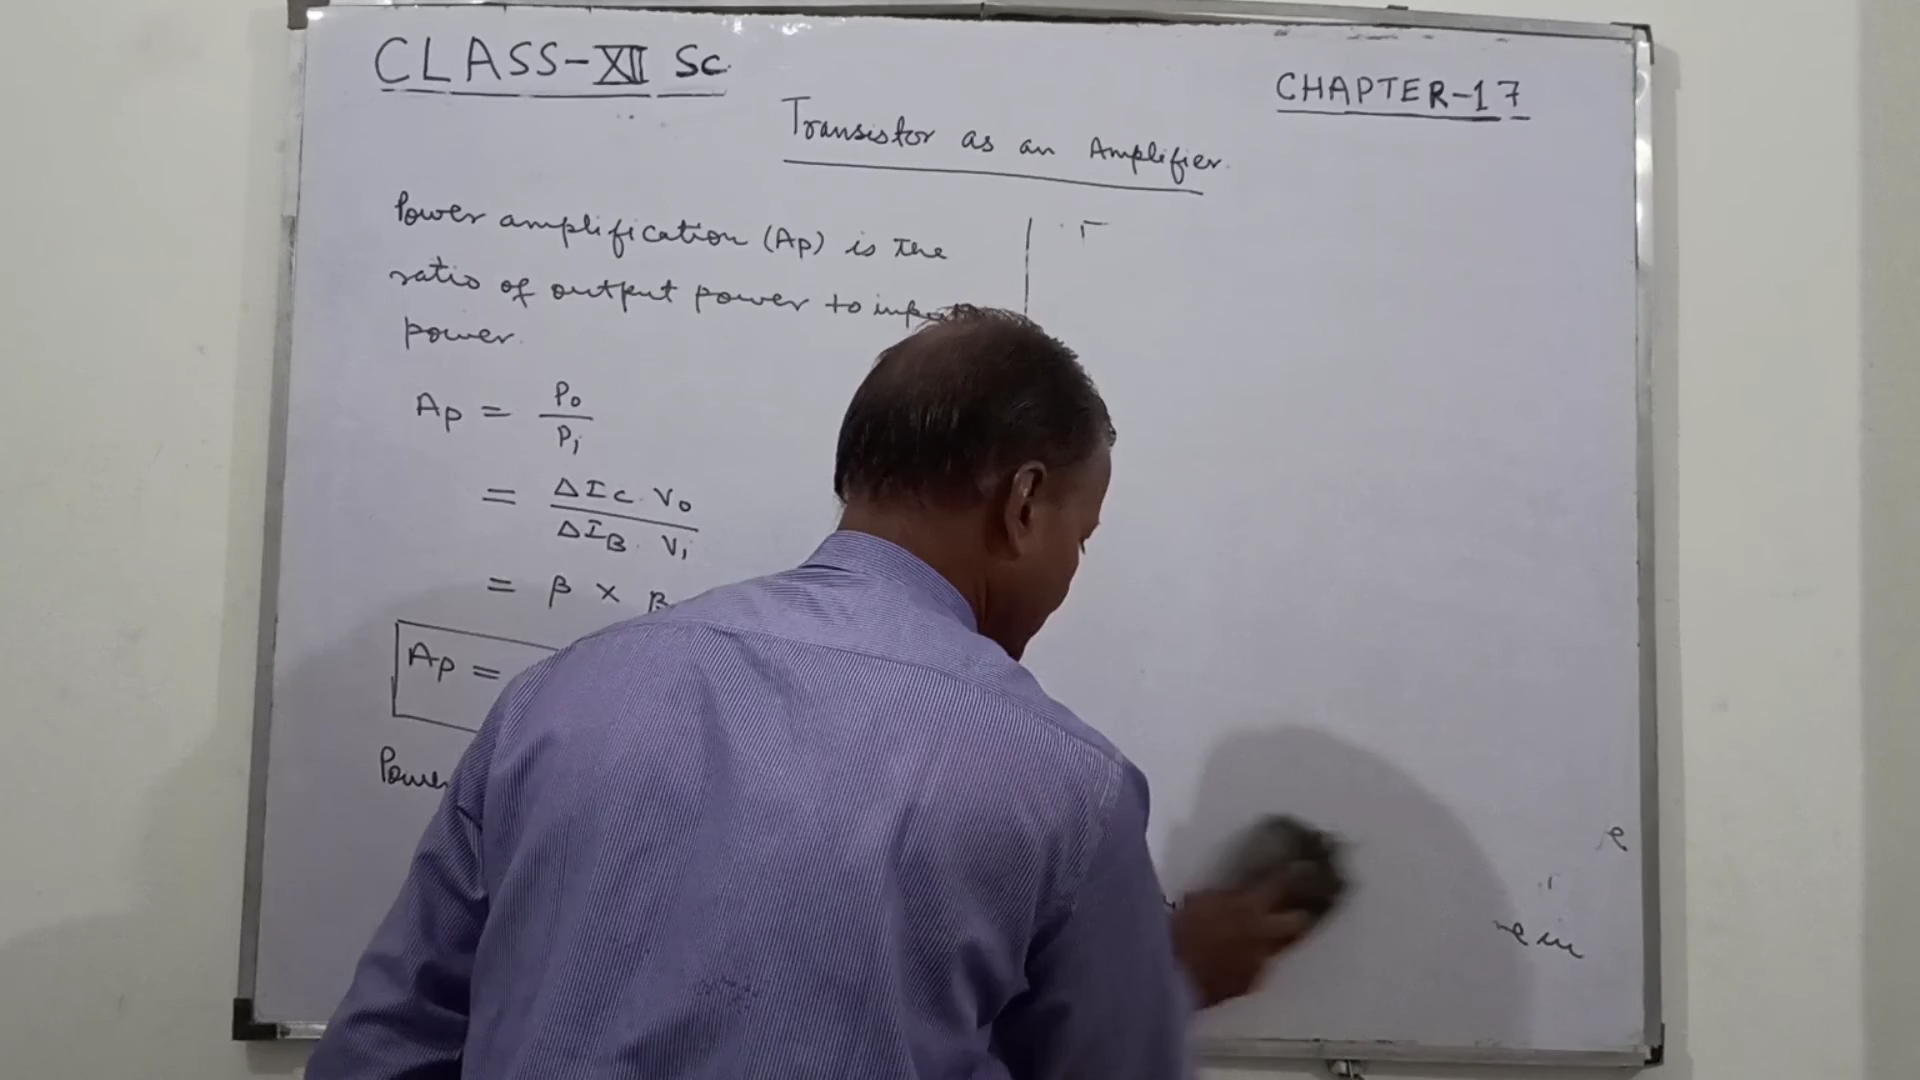 CLASS-XII Sc.
CHAPTER-17
Transistor as an Amplifier.
Power amplification (Ap) is the
ratio of output power to input
power.
Ap = Po / Pi
= ΔIC. Vo / ΔIB. Vi
= β ×
Ap =
Power